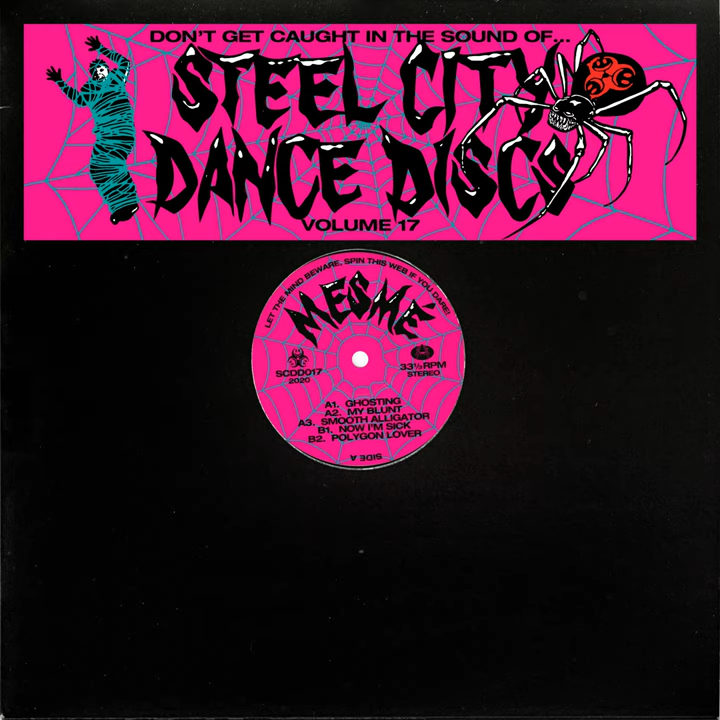 DON'T GET CAUGHT IN THE SOUND OF...
STEEL CITY
DANCE DISCS
VOLUME 17
LET THE MIND BEWARE, SPIN THIS WEB IF YOU DARE!
MESMÉ
SCDD017
2020
33⅓ RPM
STEREO
A1. GHOSTING
A2. MY BLUNT
A3. SMOOTH ALLIGATOR
B1. NOW I'M SICK
B2. POLYGON LOVER
SIDE A